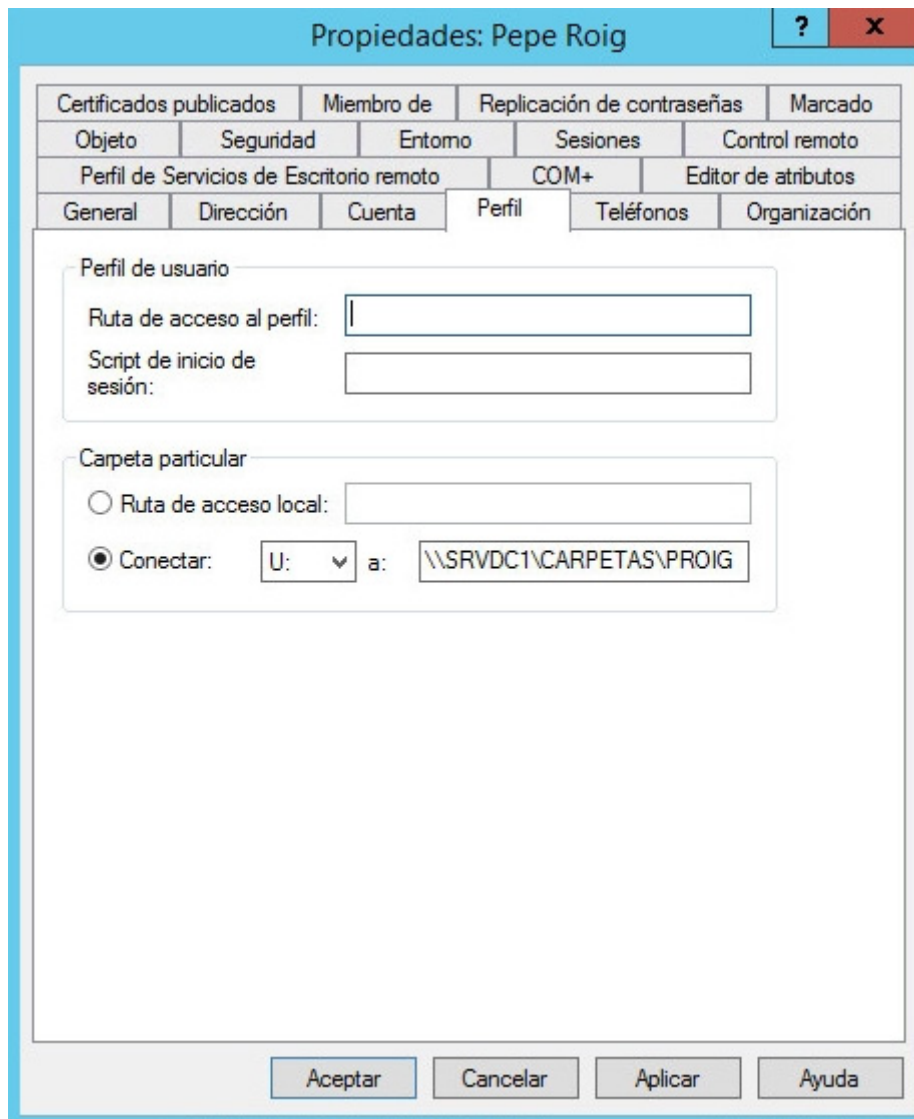 Propiedades: Pepe Roig
?
x
Certificados publicados
Miembro de
Replicación de contraseñas
Marcado
Objeto
Seguridad
Entorno
Sesiones
Control remoto
Perfil de Servicios de Escritorio remoto
COM+
Editor de atributos
General
Dirección
Cuenta
Perfil
Teléfonos
Organización
Perfil de usuario
Ruta de acceso al perfil:
Script de inicio de
sesión:
Carpeta particular
Ruta de acceso local:
Conectar:
U:
a:
\\SRVDC1\CARPETAS\PROIG
Aceptar
Cancelar
Aplicar
Ayuda